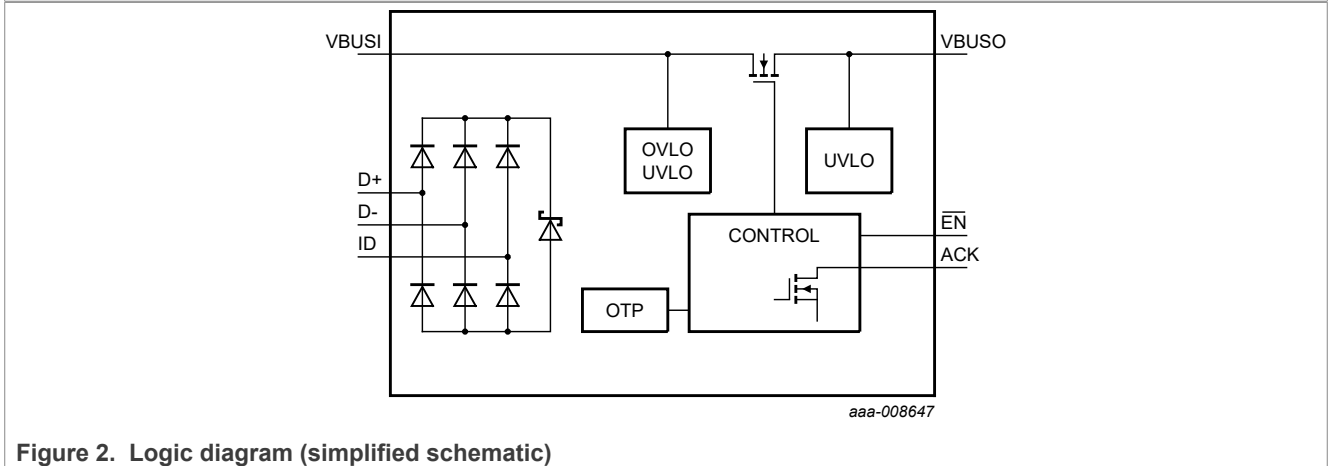 VBUSI
VBUSO
OVLO
UVLO
UVLO
D+
D-
ID
CONTROL
EN
ACK
OTP
aaa-008647
Figure 2. Logic diagram (simplified schematic)